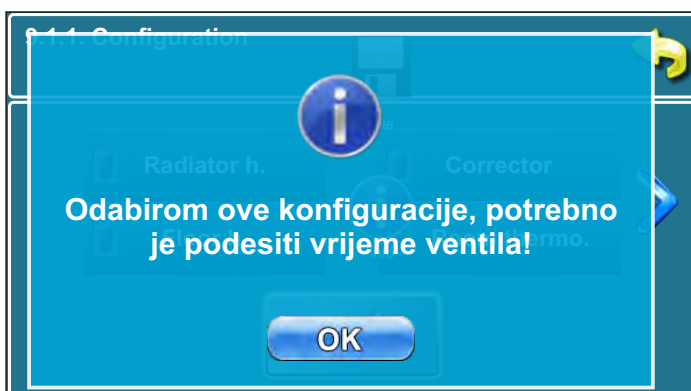 9.1.1. Configuration
Radiator h. Corrector
Odabirom ove konfiguracije, potrebno
je podesiti vrijeme ventila!
OK